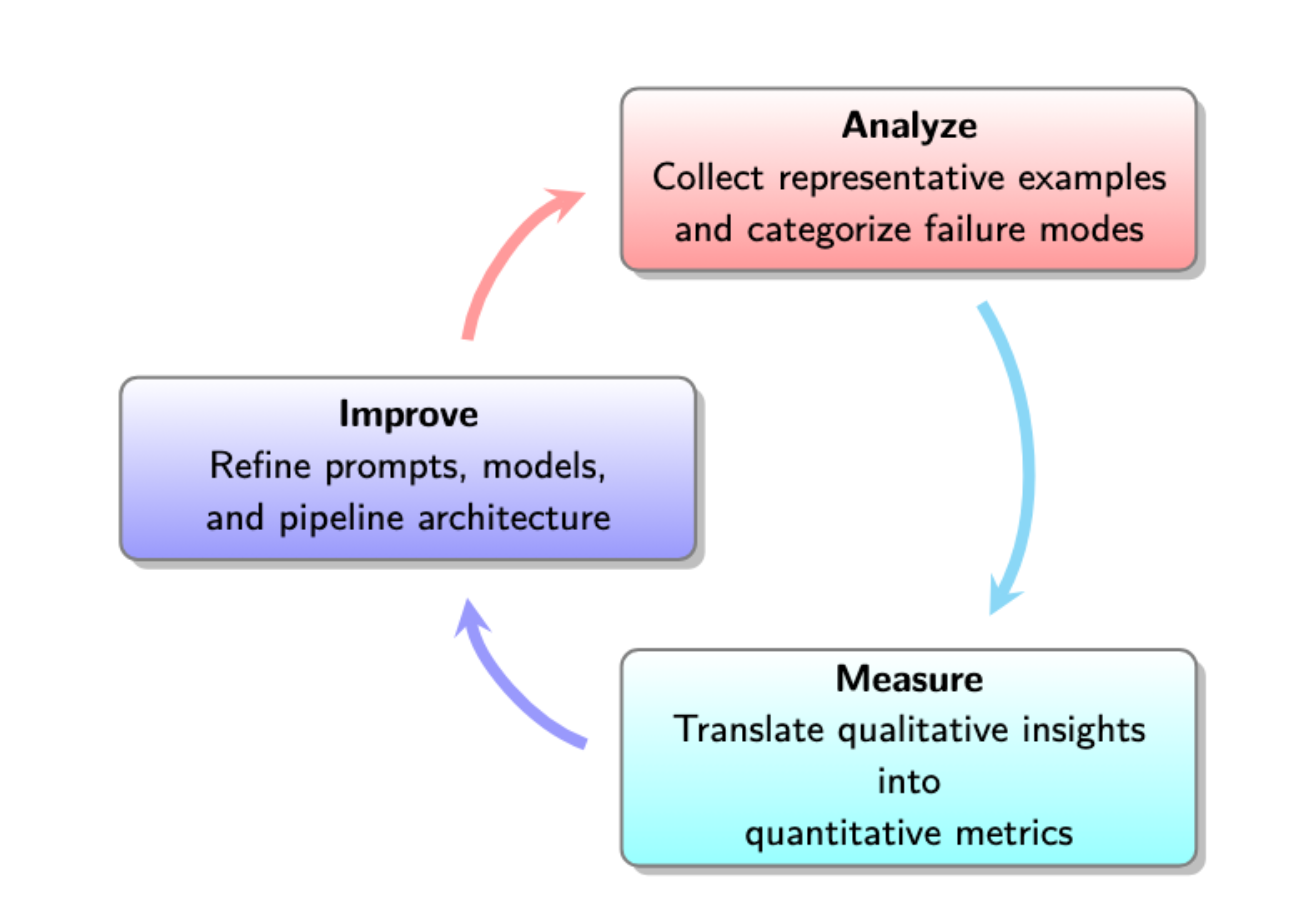 Analyze
Collect representative examples
and categorize failure modes
Improve
Refine prompts, models,
and pipeline architecture
Measure
Translate qualitative insights
into
quantitative metrics